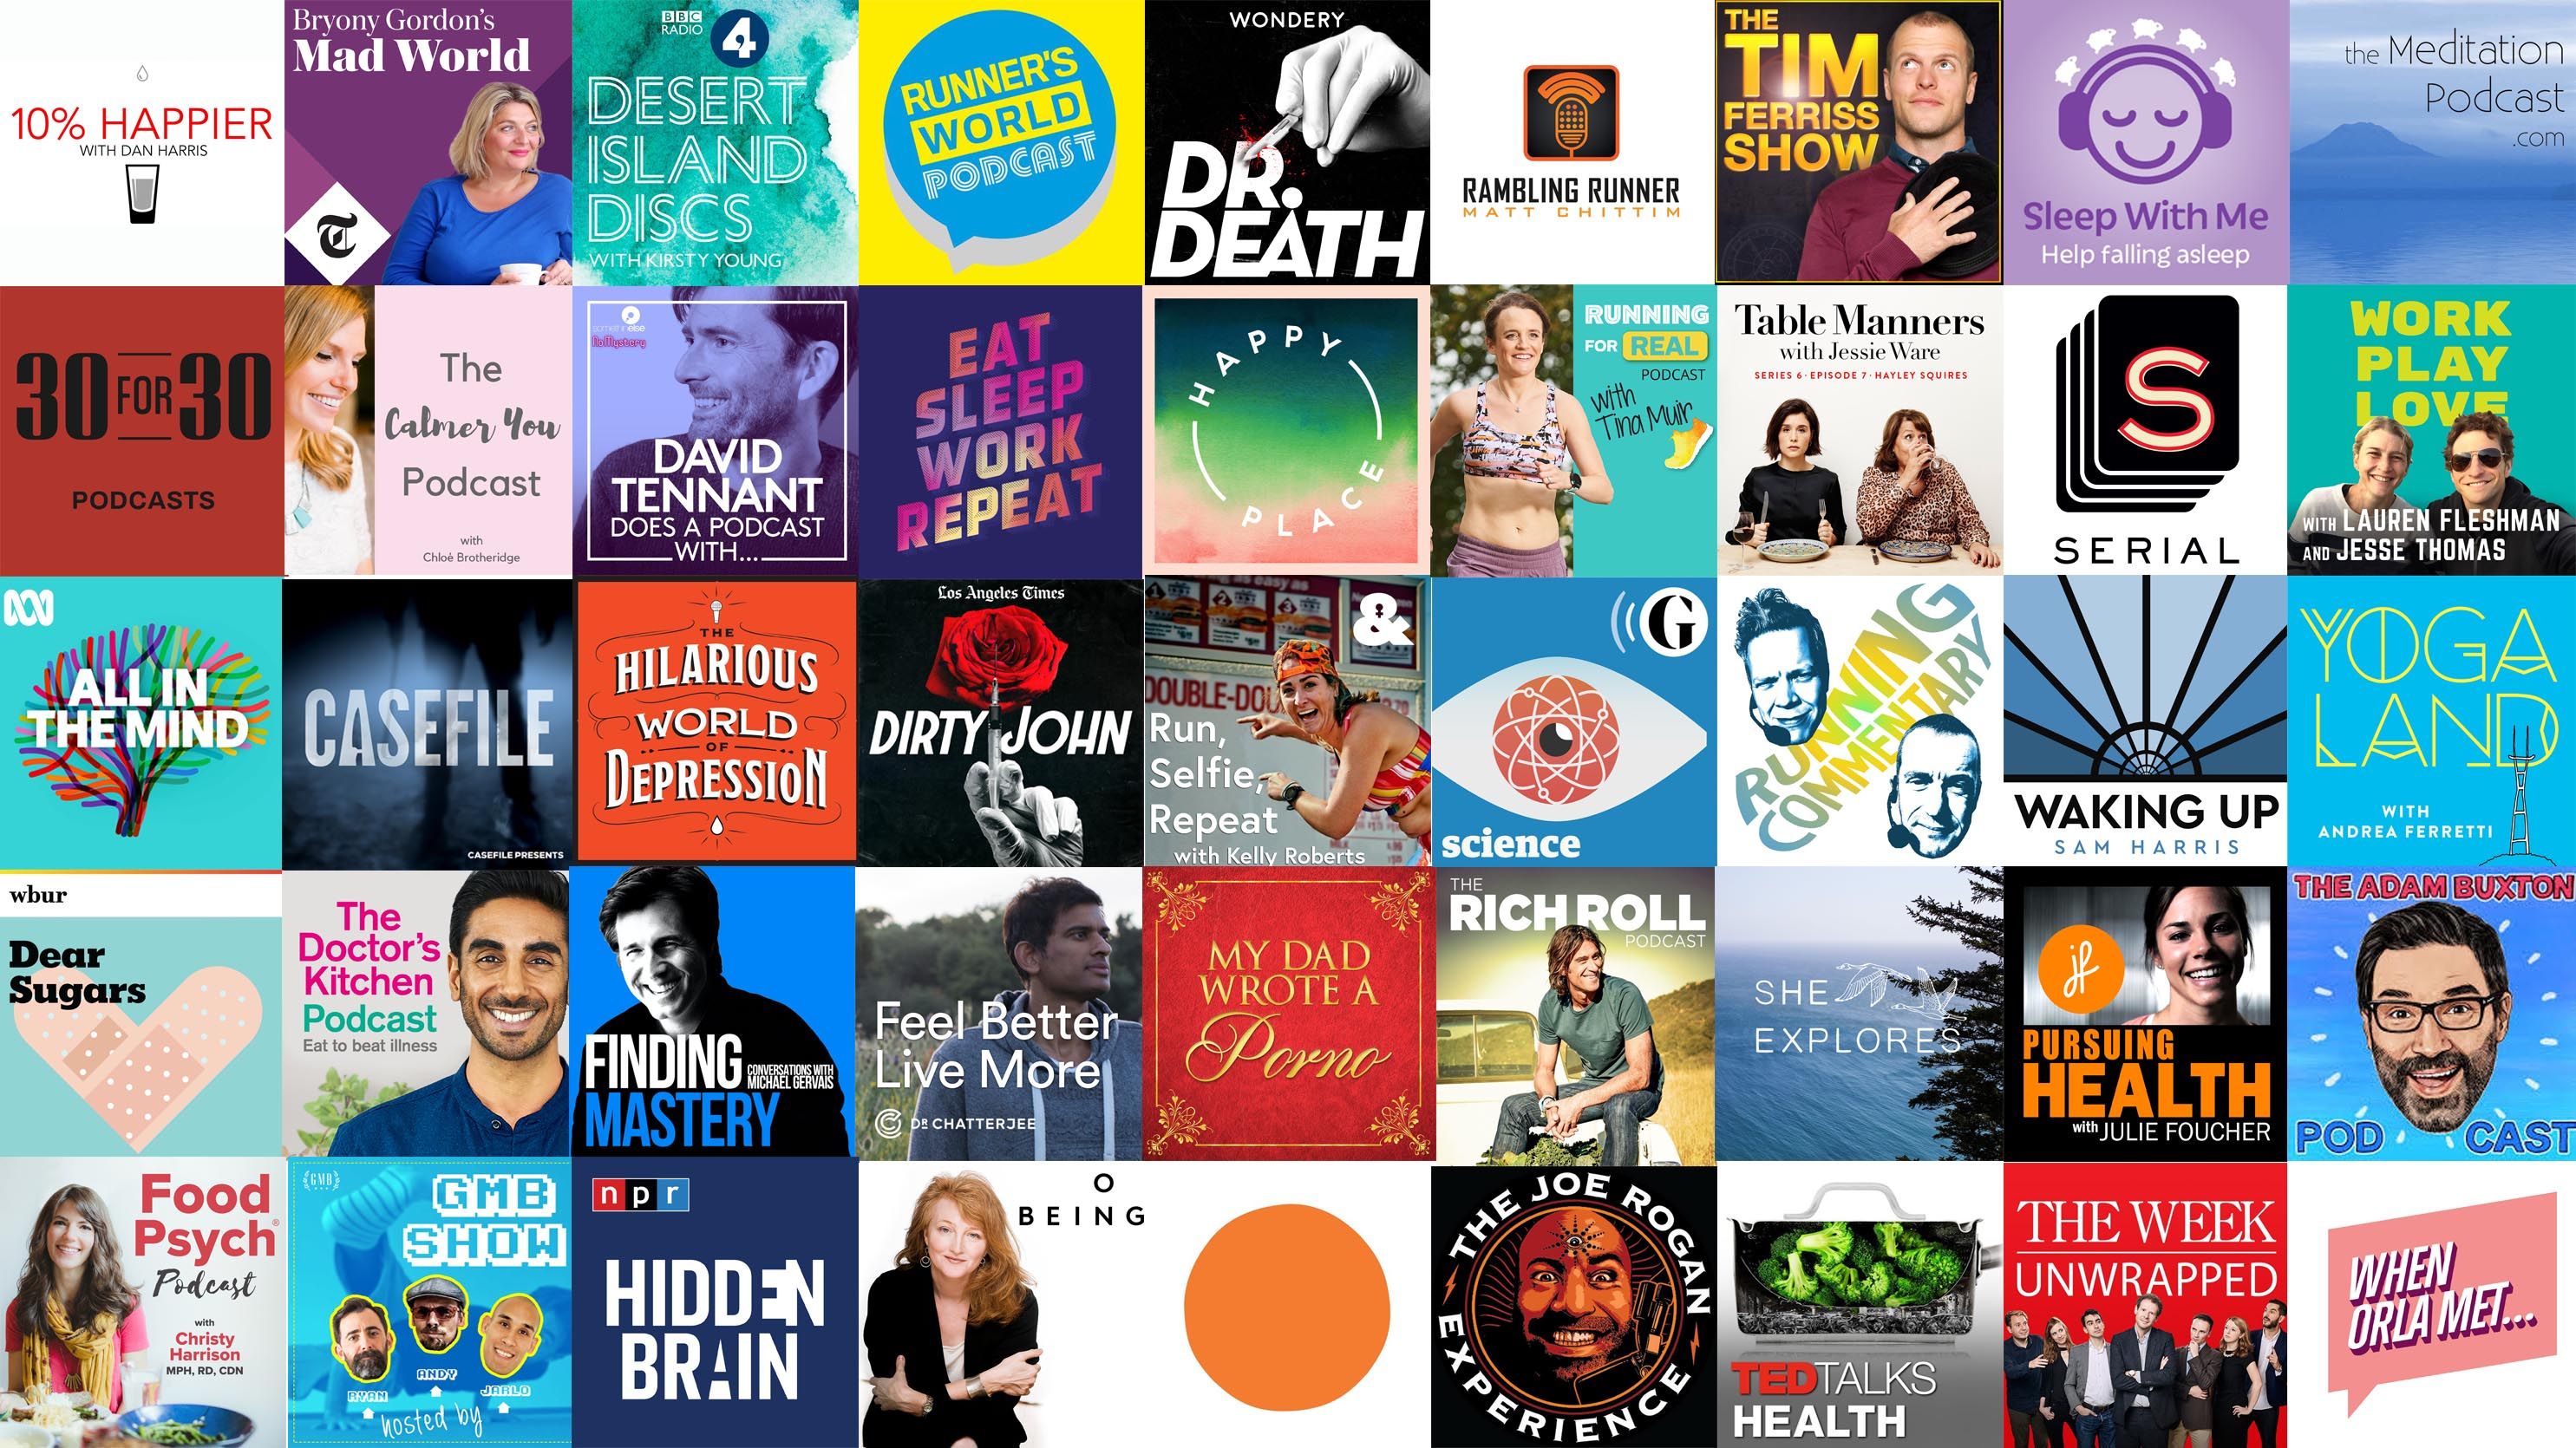 10% HAPPIER
WITH DAN HARRIS
Bryony Gordon's
Mad World
T
BBC
RADIO
4
DESERT
ISLAND
DISCS
WITH KIRSTY YOUNG
RUNNER'S
WORLD
PODCAST
WONDERY
DR.
DEATH
RAMBLING RUNNER
MATT CHITTIM
THE
TIM
FERRISS
SHOW
Sleep With Me
Help falling asleep
the Meditation
Podcast
.com
30 FOR 30
PODCASTS
The
Calmer You
Podcast
with
Chloë Brotheridge
somethinelse
No Mystery
DAVID
TENNANT
DOES A PODCAST
WITH...
EAT
SLEEP
WORK
REPEAT
HAPPY
PLACE
RUNNING
FOR REAL
PODCAST
with
Tina Muir
Table Manners
with Jessie Ware
SERIES 6 · EPISODE 7 · HAYLEY SQUIRES
S
SERIAL
WORK
PLAY
LOVE
WITH LAUREN FLESHMAN
AND JESSE THOMAS
ALL IN
THE MIND
CASEFILE
CASEFILE PRESENTS
THE
HILARIOUS
WORLD
OF
DEPRESSION
Los Angeles Times
DIRTY JOHN
&
DOUBLE-DOU
Run,
Selfie,
Repeat
with Kelly Roberts
G
science
RUNNING
COMMENTARY
WAKING UP
SAM HARRIS
YOGA
LAND
WITH
ANDREA FERRETTI
wbur
Dear
Sugars
The
Doctor's
Kitchen
Podcast
Eat to beat illness
FINDING
CONVERSATIONS WITH
MICHAEL GERVAIS
MASTERY
Feel Better
Live More
DR CHATTERJEE
MY DAD
WROTE A
Porno
THE
RICH ROLL
PODCAST
SHE
EXPLORES
jf
PURSUING
HEALTH
with JULIE FOUCHER
THE ADAM BUXTON
POD CAST
Food
Psych®
Podcast
with
Christy
Harrison
MPH, RD, CDN
GMB
GMB
SHOW
RYAN
ANDY
JARLO
hosted by
npr
HIDDEN
BRAIN
O
BEING
THE JOE ROGAN
EXPERIENCE
TEDTALKS
HEALTH
THE WEEK
UNWRAPPED
WHEN
ORLA MET...